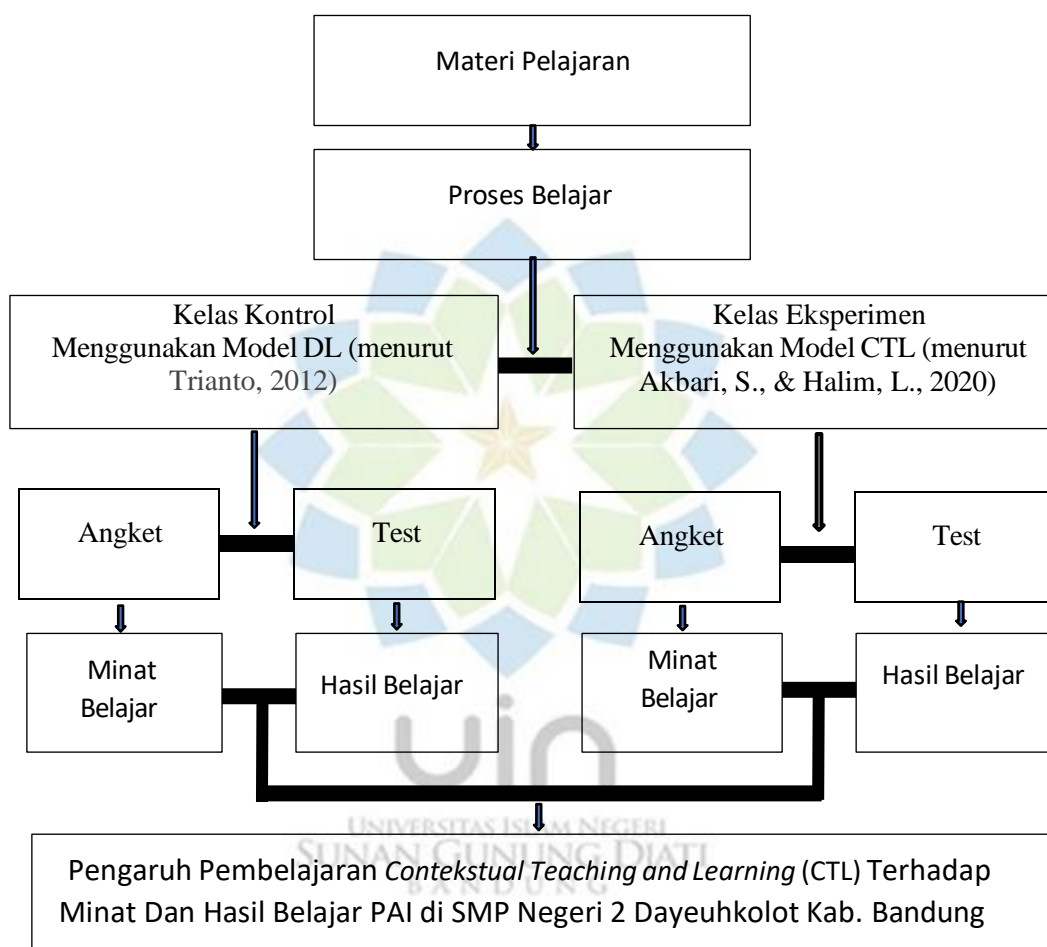 Materi Pelajaran
Proses Belajar
Kelas Kontrol
Menggunakan Model DL (menurut
Trianto, 2012)
Kelas Eksperimen
Menggunakan Model CTL (menurut
Akbari, S., & Halim, L., 2020)
Angket
Test
Angket
Test
Minat
Belajar
Hasil Belajar
Minat
Belajar
Hasil Belajar
uin
UNIVERSITAS ISLAM NEGERI
SUNAN GUNUNG DJATI
BANDUNG
Pengaruh Pembelajaran Contekstual Teaching and Learning (CTL) Terhadap
Minat Dan Hasil Belajar PAI di SMP Negeri 2 Dayeuhkolot Kab. Bandung